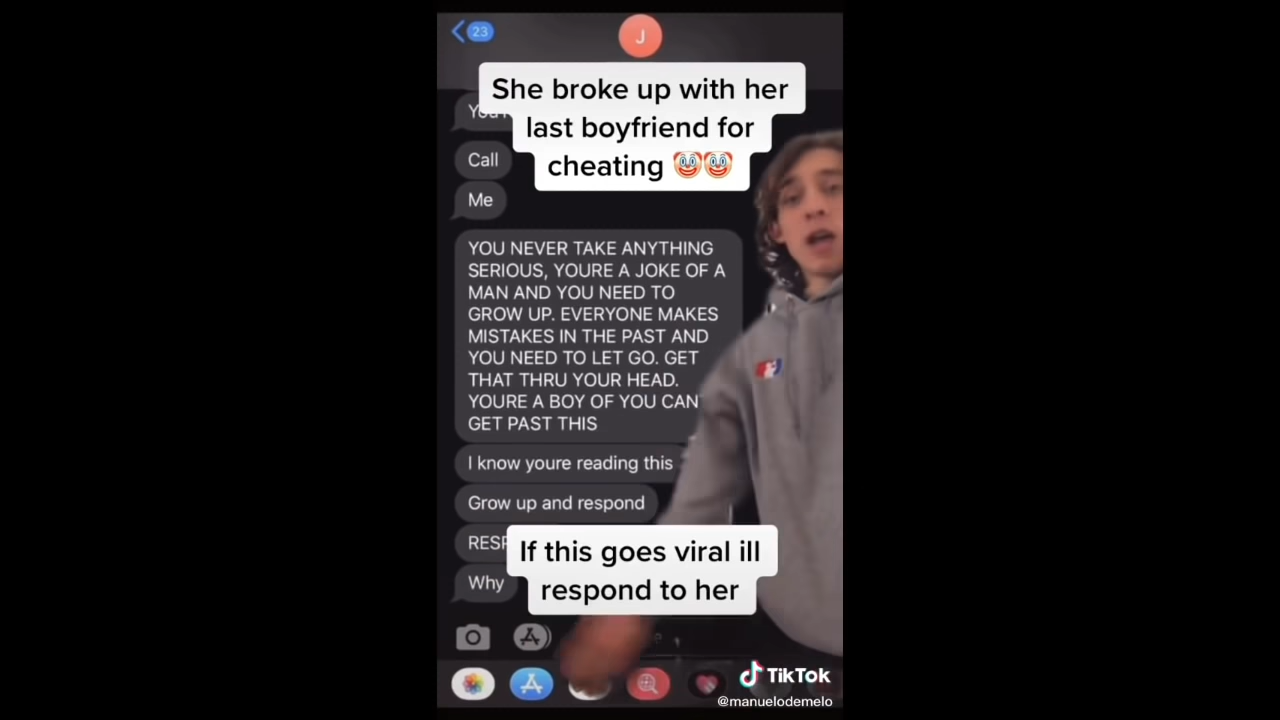 23
J
She broke up with her
last boyfriend for
cheating 🤡🤡
Call
Me
YOU NEVER TAKE ANYTHING
SERIOUS, YOURE A JOKE OF A
MAN AND YOU NEED TO
GROW UP. EVERYONE MAKES
MISTAKES IN THE PAST AND
YOU NEED TO LET GO. GET
THAT THRU YOUR HEAD.
YOURE A BOY OF YOU CAN
GET PAST THIS
I know youre reading this
Grow up and respond
If this goes viral ill
respond to her
Why
TikTok
@manuelodemelo